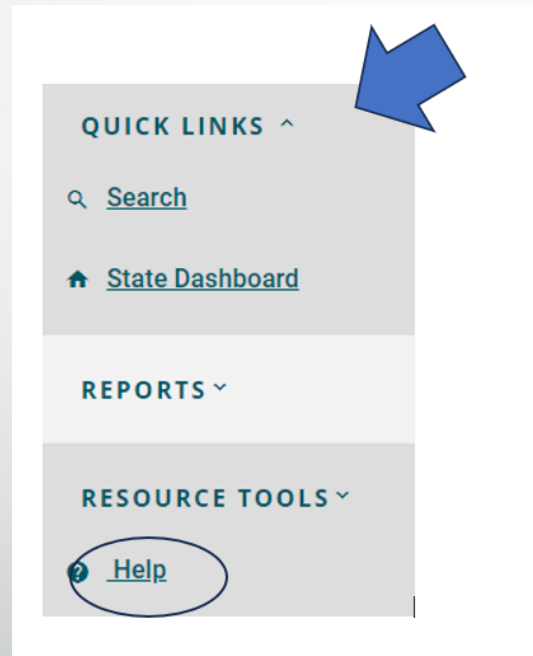 QUICK LINKS
Search
State Dashboard
REPORTS
RESOURCE TOOLS
Help